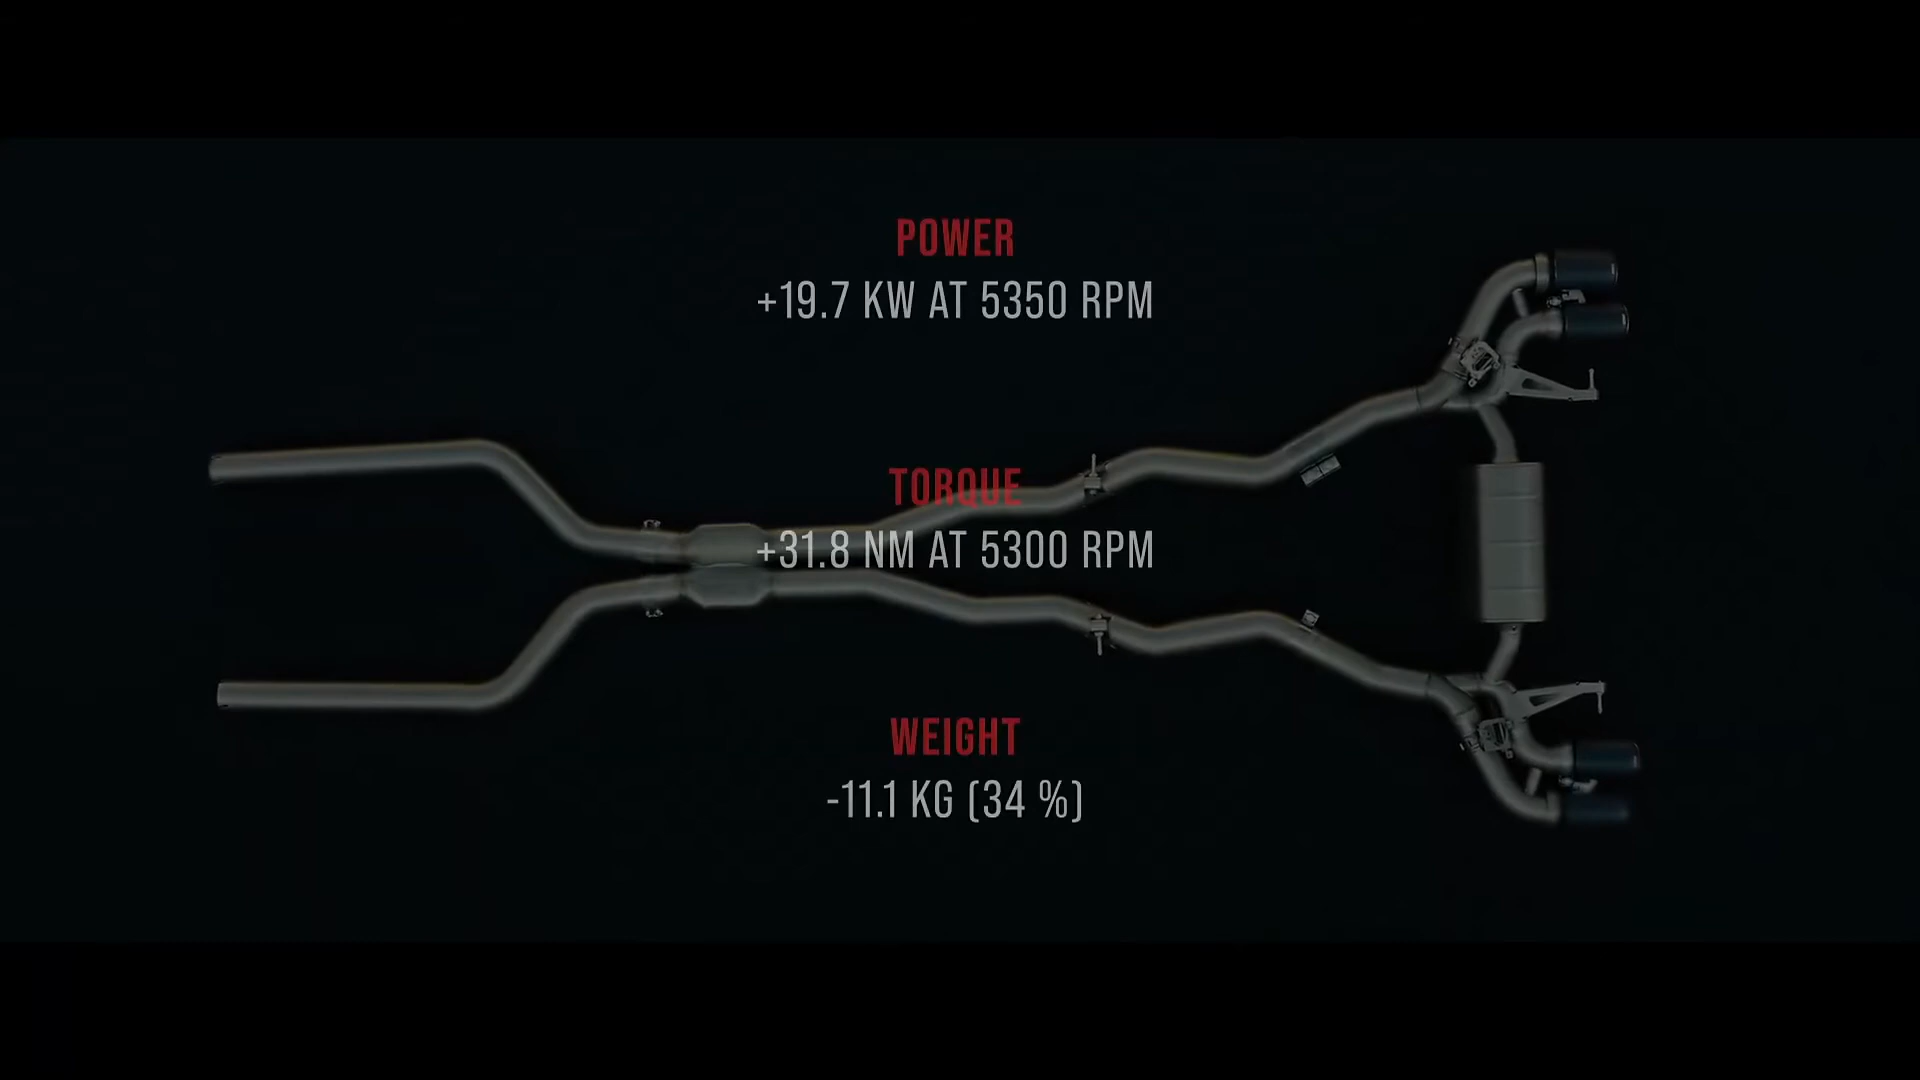 POWER
+19.7 KW AT 5350 RPM
TORQUE
+31.8 NM AT 5300 RPM
WEIGHT
-11.1 KG (34 %)